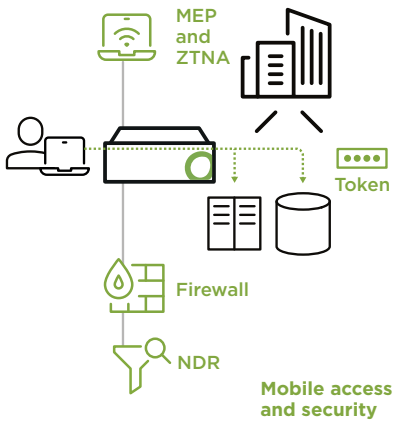 MEP
and
ZTNA
Token
Firewall
NDR
Mobile access
and security